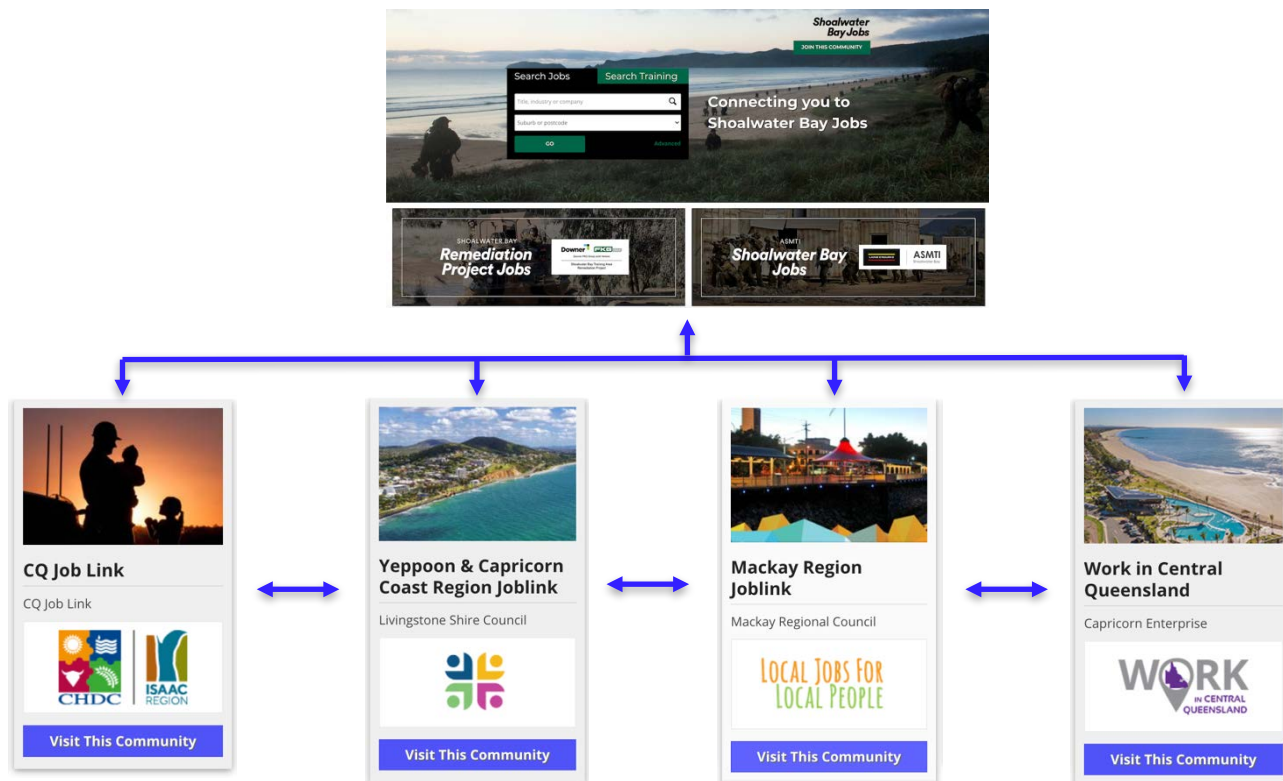 Shoalwater
Bay Jobs
JOIN THIS COMMUNITY
Search Jobs
Search Training
Title, industry or company
Suburb or postcode
GO
Advanced
Connecting you to
Shoalwater Bay Jobs
SHOALWATER BAY
Remediation
Project Jobs
Downer
ASMTI
Shoalwater Bay
Jobs
ASMTI
CQ Job Link
CQ Job Link
CHDC
ISAAC
REGION
Visit This Community
Yeppoon & Capricorn
Coast Region Joblink
Livingstone Shire Council
Visit This Community
Mackay Region
Joblink
Mackay Regional Council
LOCAL JOBS FOR
LOCAL PEOPLE
Visit This Community
Work in Central
Queensland
Capricorn Enterprise
WORK
IN CENTRAL
QUEENSLAND
Visit This Community